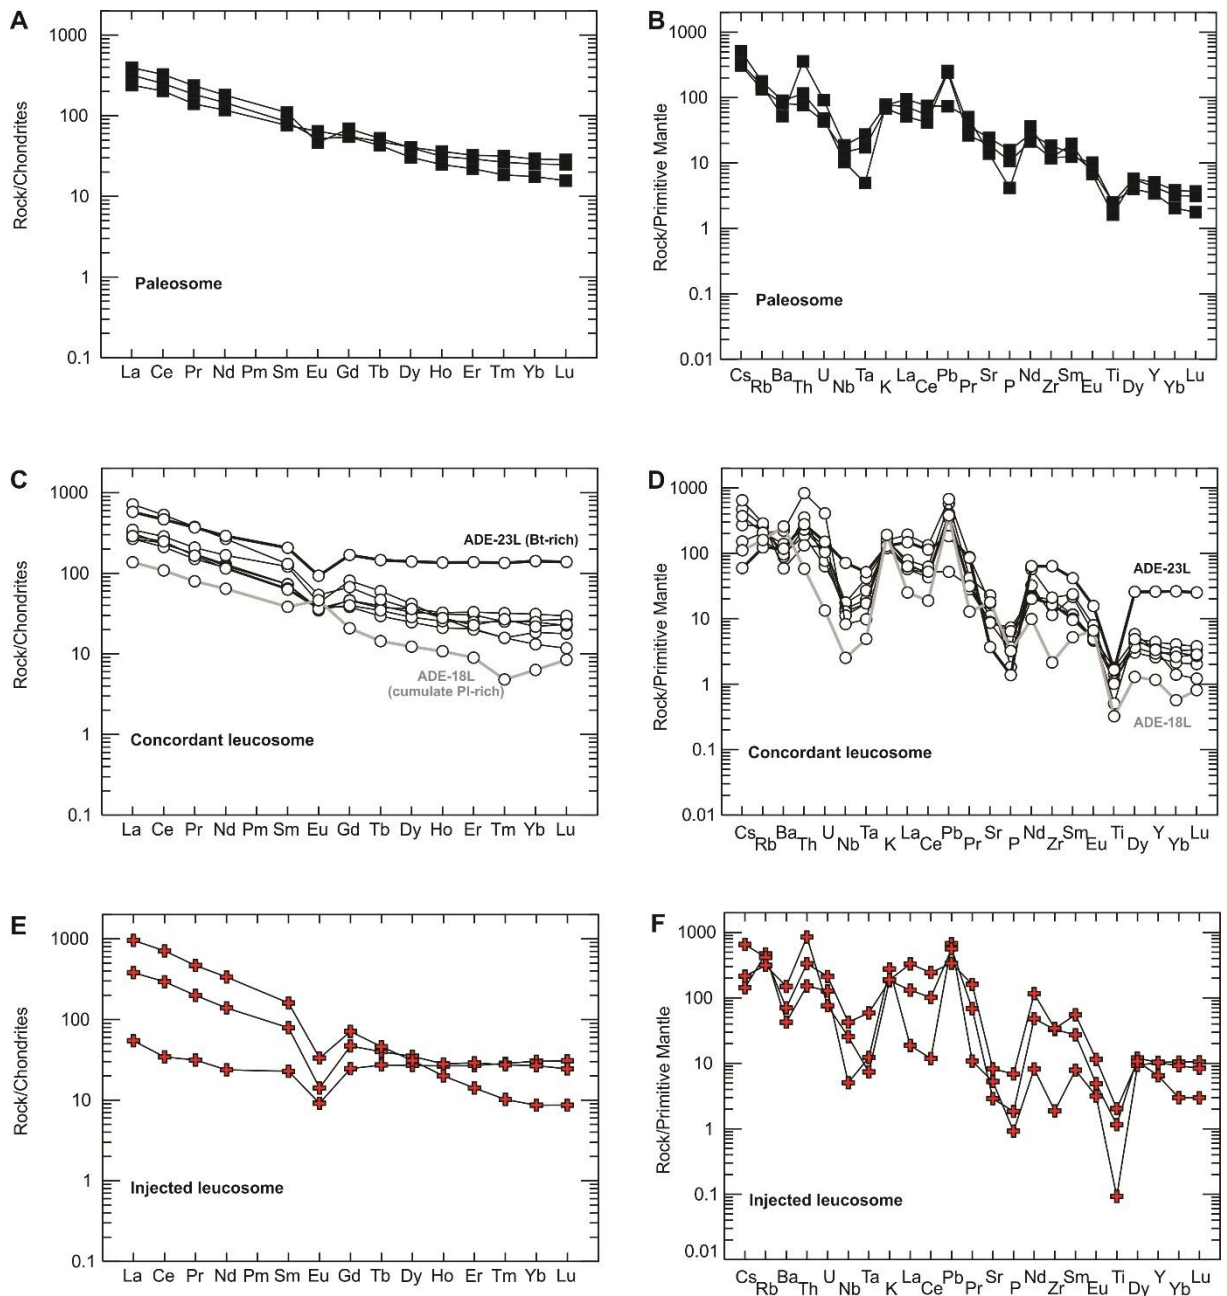 A
1000
100
10
1
0.1
Rock/Chondrites
Paleosome
La Ce Pr Nd Pm Sm Eu Gd Tb Dy Ho Er Tm Yb Lu
B
1000
100
10
1
0.1
0.01
Rock/Primitive Mantle
Paleosome
Cs Rb Ba Th U Nb Ta K La Ce Pb Pr Sr P Nd Zr Sm Eu Ti Dy Y Yb Lu
C
1000
100
10
1
0.1
Rock/Chondrites
ADE-23L (Bt-rich)
ADE-18L
(cumulate Pl-rich)
Concordant leucosome
La Ce Pr Nd Pm Sm Eu Gd Tb Dy Ho Er Tm Yb Lu
D
1000
100
10
1
0.1
0.01
Rock/Primitive Mantle
ADE-23L
ADE-18L
Concordant leucosome
Cs Rb Ba Th U Nb Ta K La Ce Pb Pr Sr P Nd Zr Sm Eu Ti Dy Y Yb Lu
E
1000
100
10
1
0.1
Rock/Chondrites
Injected leucosome
La Ce Pr Nd Pm Sm Eu Gd Tb Dy Ho Er Tm Yb Lu
F
1000
100
10
1
0.1
0.01
Rock/Primitive Mantle
Injected leucosome
Cs Rb Ba Th U Nb Ta K La Ce Pb Pr Sr P Nd Zr Sm Eu Ti Dy Y Yb Lu